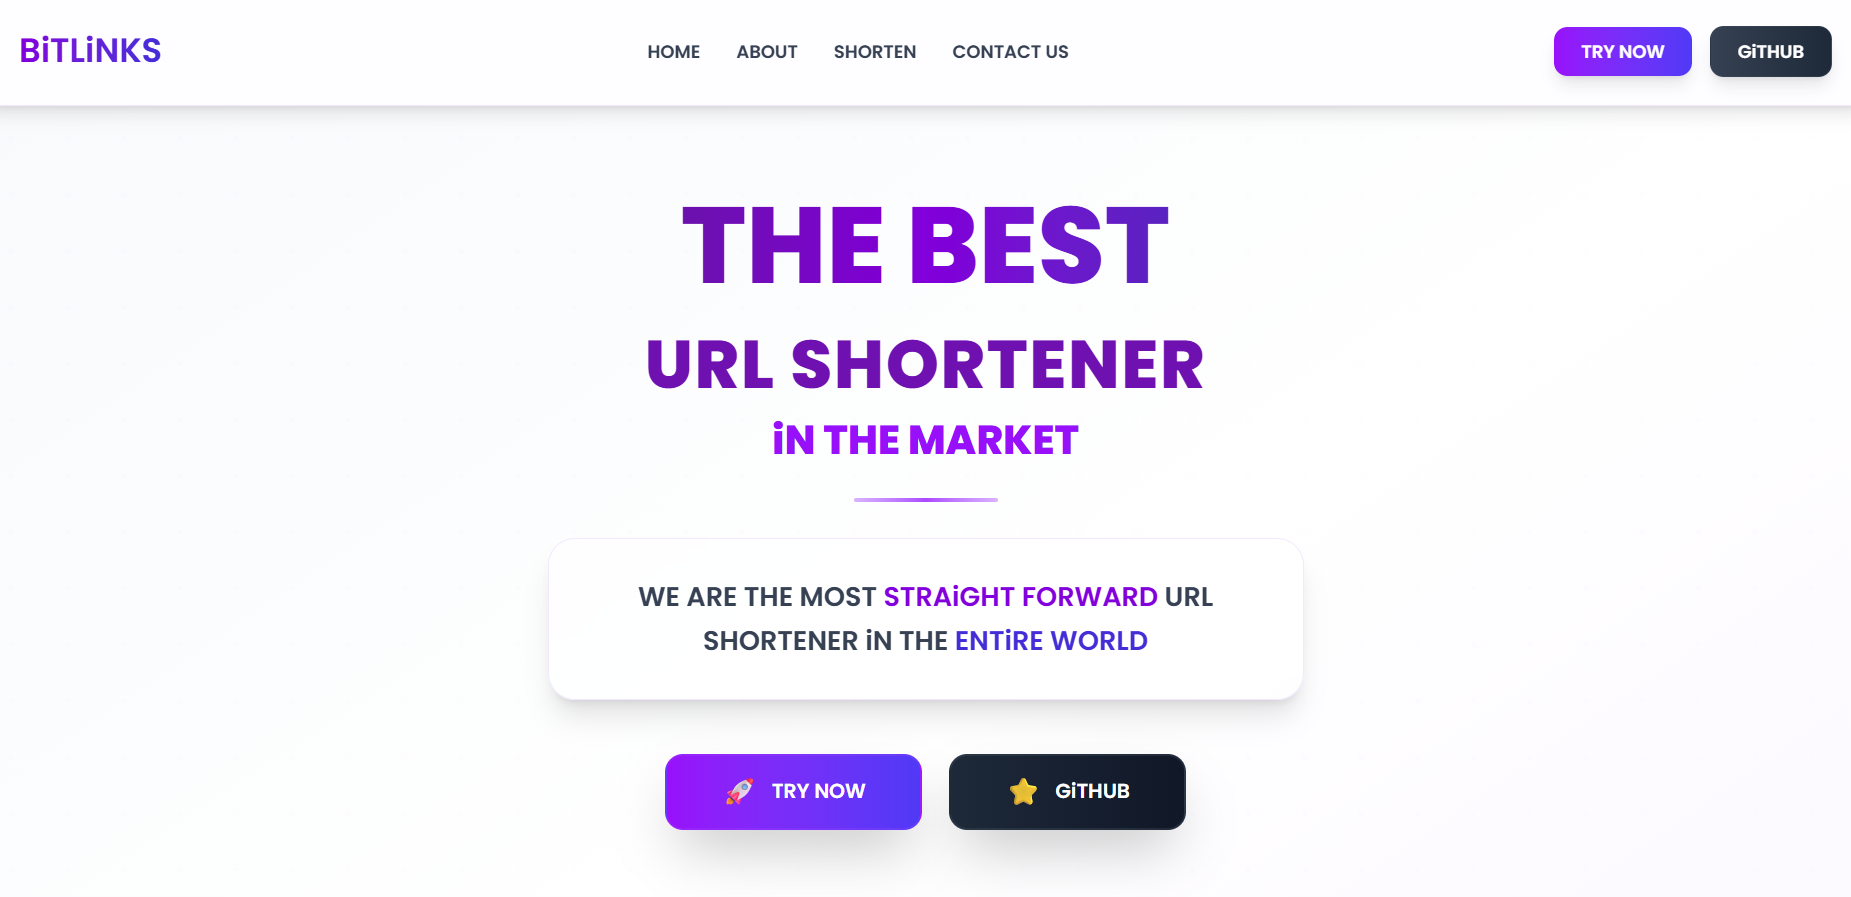 BiTLiNKS
HOME
ABOUT
SHORTEN
CONTACT US
TRY NOW
GiTHUB
THE BEST
URL SHORTENER
iN THE MARKET
WE ARE THE MOST STRAiGHT FORWARD URL
SHORTENER iN THE ENTiRE WORLD
🚀 TRY NOW
⭐ GiTHUB